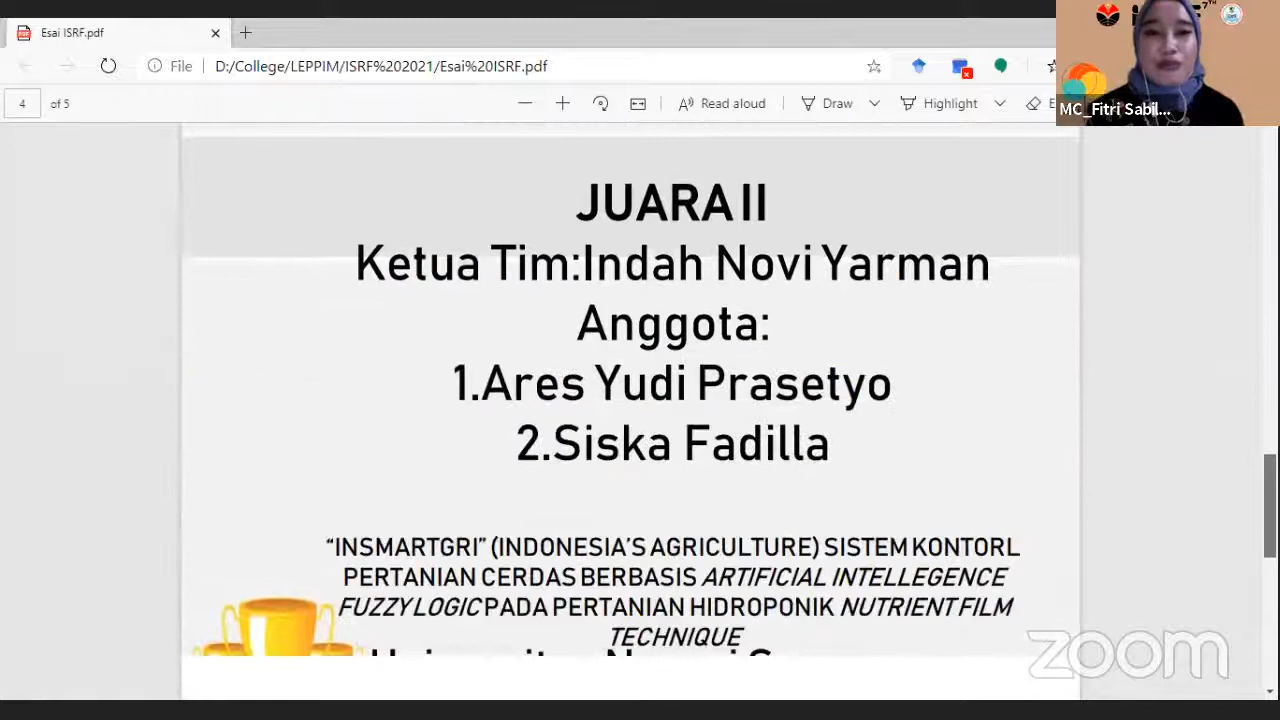 Esai ISRF.pdf
7TH
File
D:/College/LEPPIM/ISRF%202021/Esai%20ISRF.pdf
4 of 5
Read aloud
Draw
Highlight
MC_Fitri Sabil...
JUARA II
Ketua Tim:Indah Novi Yarman
Anggota:
1.Ares Yudi Prasetyo
2.Siska Fadilla
“INSMARTGRI” (INDONESIA’S AGRICULTURE) SISTEM KONTORL
PERTANIAN CERDAS BERBASIS ARTIFICIAL INTELLEGENCE
FUZZY LOGIC PADA PERTANIAN HIDROPONIK NUTRIENT FILM
TECHNIQUE
zoom